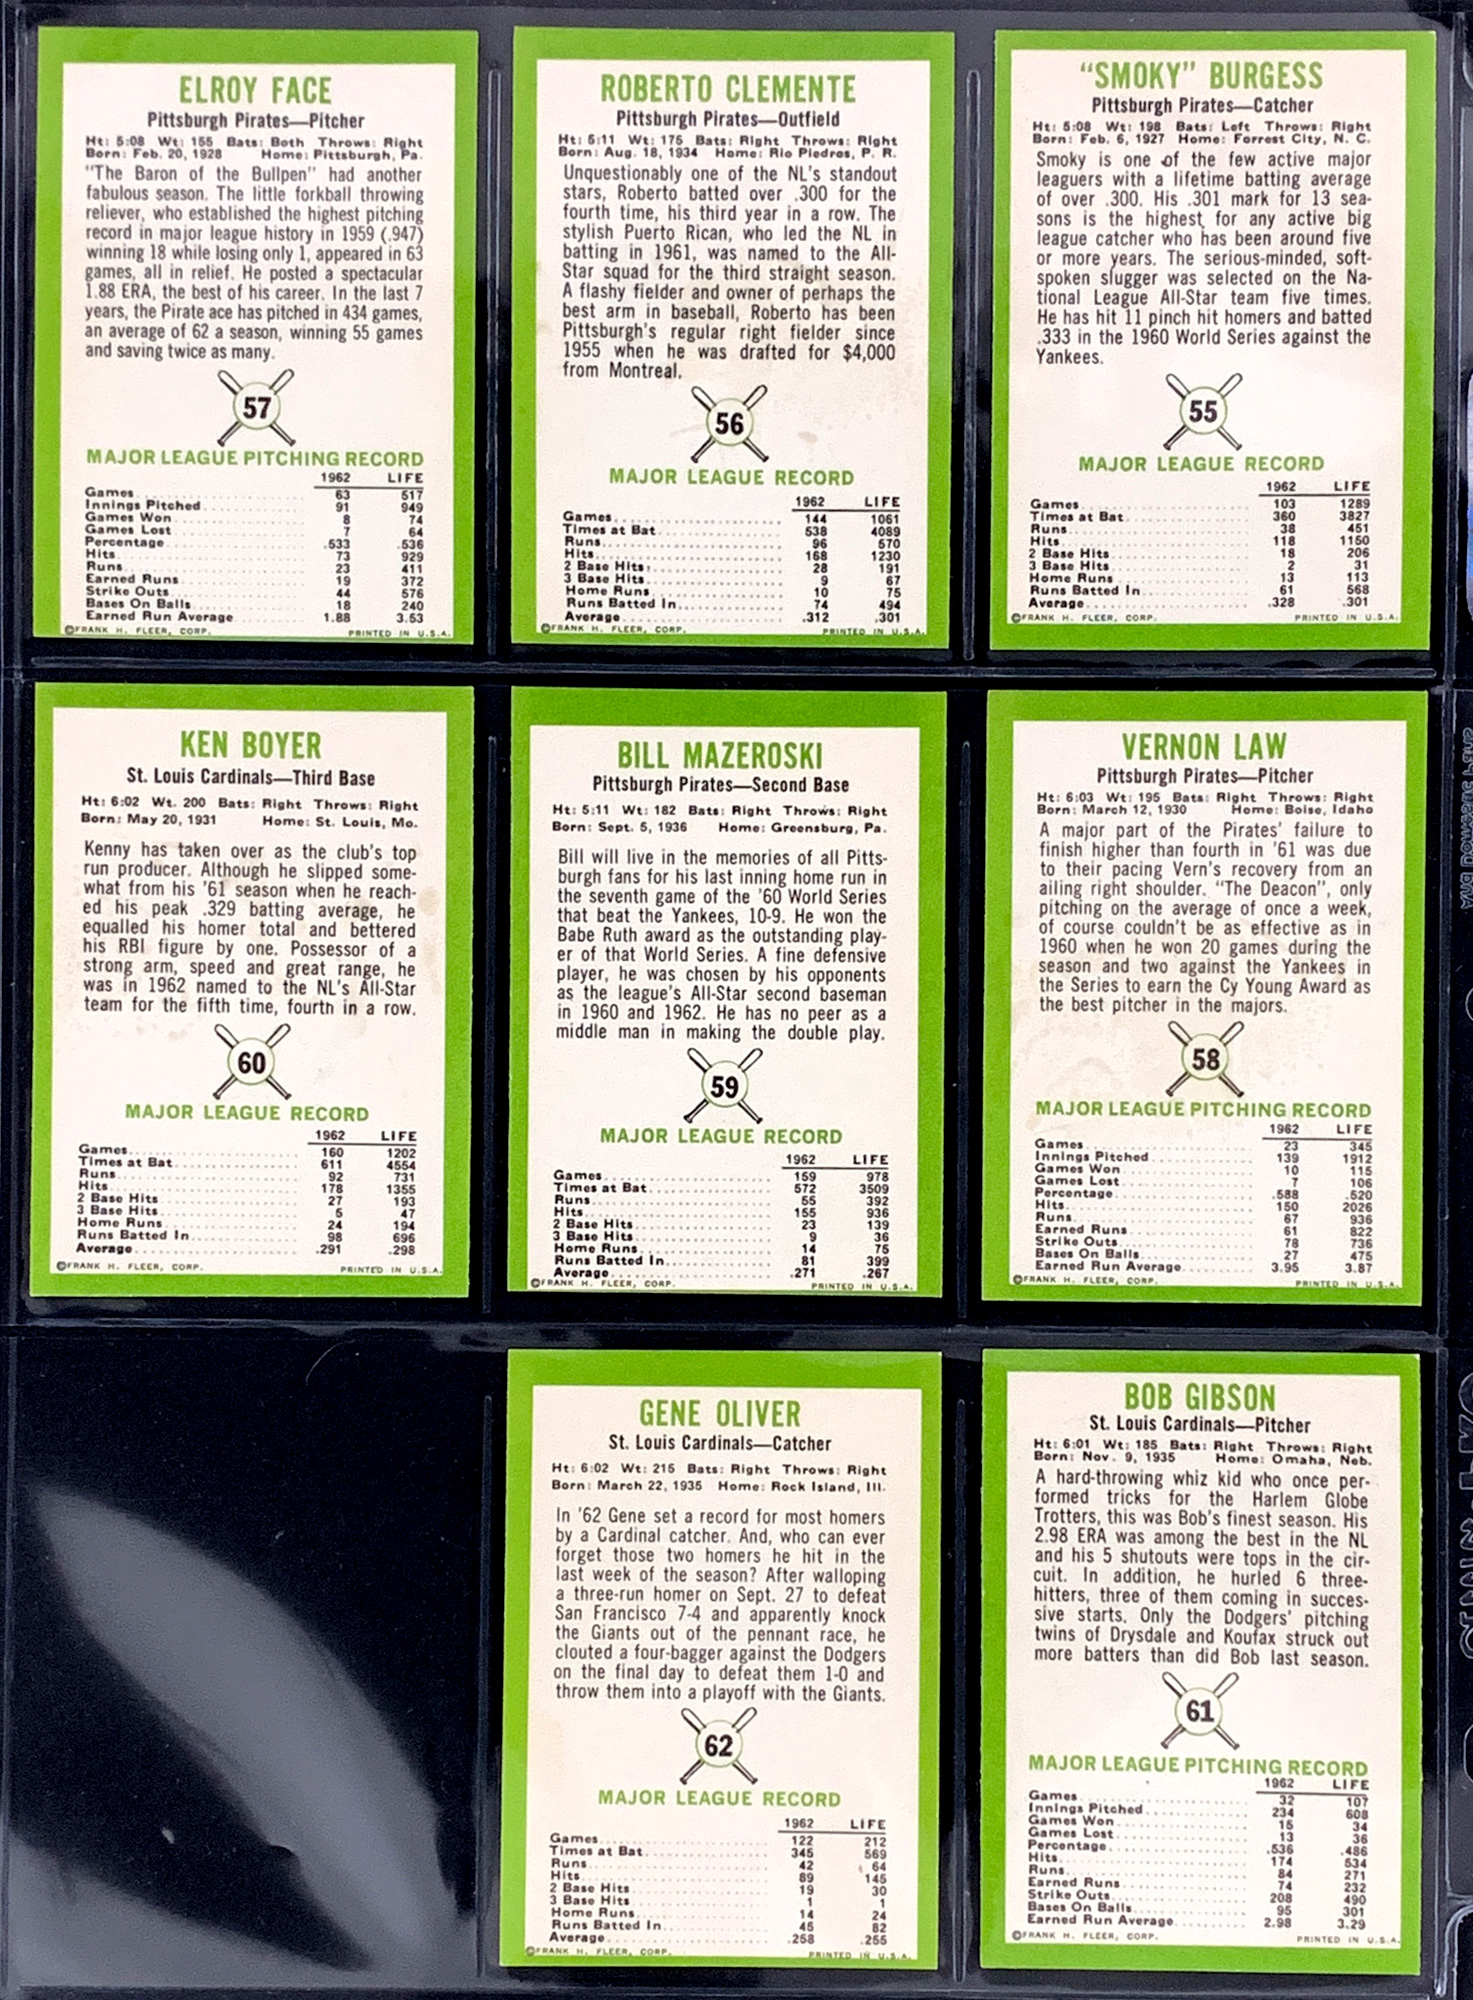 ELROY FACE
Pittsburgh Pirates—Pitcher
Ht: 5:08 Wt: 155 Bats: Both Throws: Right
Born: Feb. 20, 1928 Home: Pittsburgh, Pa.
"The Baron of the Bullpen" had another
fabulous season. The little forkball throwing
reliever, who established the highest pitching
record in major league history in 1959 (.947)
winning 18 while losing only 1, appeared in 63
games, all in relief. He posted a spectacular
1.88 ERA, the best of his career. In the last 7
years, the Pirate ace has pitched in 434 games,
an average of 62 a season, winning 55 games
and saving twice as many.
57
MAJOR LEAGUE PITCHING RECORD
1962 LIFE
Games 63 517
Innings Pitched 91 949
Games Won 8 74
Games Lost 7 64
Percentage .533 .536
Hits 73 929
Runs 23 411
Earned Runs 19 372
Strike Outs 44 576
Bases On Balls 18 240
Earned Run Average 1.88 3.53
©FRANK H. FLEER, CORP. PRINTED IN U.S.A.
ROBERTO CLEMENTE
Pittsburgh Pirates—Outfield
Ht: 5:11 Wt: 175 Bats: Right Throws: Right
Born: Aug. 18, 1934 Home: Rio Piedros, P. R.
Unquestionably one of the NL's standout
stars, Roberto batted over .300 for the
fourth time, his third year in a row. The
stylish Puerto Rican, who led the NL in
batting in 1961, was named to the All-
Star squad for the third straight season.
A flashy fielder and owner of perhaps the
best arm in baseball, Roberto has been
Pittsburgh's regular right fielder since
1955 when he was drafted for $4,000
from Montreal.
56
MAJOR LEAGUE RECORD
1962 LIFE
Games 144 1061
Times at Bat 538 4089
Runs 96 570
Hits 168 1230
2 Base Hits 28 191
3 Base Hits 9 67
Home Runs 10 75
Runs Batted In 74 494
Average .312 .301
©FRANK H. FLEER, CORP. PRINTED IN U.S.A.
"SMOKY" BURGESS
Pittsburgh Pirates—Catcher
Ht: 5:08 Wt: 198 Bats: Left Throws: Right
Born: Feb. 6, 1927 Home: Forrest City, N. C.
Smoky is one of the few active major
leaguers with a lifetime batting average
of over .300. His .301 mark for 13 sea-
sons is the highest for any active big
league catcher who has been around five
or more years. The serious-minded, soft-
spoken slugger was selected on the Na-
tional League All-Star team five times.
He has hit 11 pinch hit homers and batted
.333 in the 1960 World Series against the
Yankees.
55
MAJOR LEAGUE RECORD
1962 LIFE
Games 103 1289
Times at Bat 360 3827
Runs 38 451
Hits 118 1150
2 Base Hits 18 206
3 Base Hits 2 31
Home Runs 13 113
Runs Batted In 61 568
Average .328 .301
©FRANK H. FLEER, CORP. PRINTED IN U.S.A.
KEN BOYER
St. Louis Cardinals—Third Base
Ht: 6:02 Wt. 200 Bats: Right Throws: Right
Born: May 20, 1931 Home: St. Louis, Mo.
Kenny has taken over as the club's top
run producer. Although he slipped some-
what from his '61 season when he reach-
ed his peak .329 batting average, he
equalled his homer total and bettered
his RBI figure by one. Possessor of a
strong arm, speed and great range, he
was in 1962 named to the NL's All-Star
team for the fifth time, fourth in a row.
60
MAJOR LEAGUE RECORD
1962 LIFE
Games 160 1202
Times at Bat 611 4554
Runs 92 731
Hits 178 1355
2 Base Hits 27 193
3 Base Hits 5 47
Home Runs 24 194
Runs Batted In 98 696
Average .291 .298
©FRANK H. FLEER, CORP. PRINTED IN U.S.A.
BILL MAZEROSKI
Pittsburgh Pirates—Second Base
Ht: 5:11 Wt: 182 Bats: Right Throws: Right
Born: Sept. 5, 1936 Home: Greensburg, Pa.
Bill will live in the memories of all Pitts-
burgh fans for his last inning home run in
the seventh game of the '60 World Series
that beat the Yankees, 10-9. He won the
Babe Ruth award as the outstanding play-
er of that World Series. A fine defensive
player, he was chosen by his opponents
as the league's All-Star second baseman
in 1960 and 1962. He has no peer as a
middle man in making the double play.
59
MAJOR LEAGUE RECORD
1962 LIFE
Games 159 978
Times at Bat 572 3509
Runs 55 392
Hits 155 936
2 Base Hits 23 139
3 Base Hits 9 36
Home Runs 14 75
Runs Batted In 81 399
Average .271 .267
©FRANK H. FLEER, CORP. PRINTED IN U.S.A.
VERNON LAW
Pittsburgh Pirates—Pitcher
Ht: 6:03 Wt: 195 Bats: Right Throws: Right
Born: March 12, 1930 Home: Boise, Idaho
A major part of the Pirates' failure to
finish higher than fourth in '61 was due
to their pacing Vern's recovery from an
ailing right shoulder. "The Deacon", only
pitching on the average of once a week,
of course couldn't be as effective as in
1960 when he won 20 games during the
season and two against the Yankees in
the Series to earn the Cy Young Award as
the best pitcher in the majors.
58
MAJOR LEAGUE PITCHING RECORD
1962 LIFE
Games 23 345
Innings Pitched 139 1912
Games Won 10 115
Games Lost 7 106
Percentage .588 .520
Hits 150 2026
Runs 67 936
Earned Runs 61 822
Strike Outs 78 736
Bases On Balls 27 475
Earned Run Average 3.95 3.87
©FRANK H. FLEER, CORP. PRINTED IN U.S.A.
GENE OLIVER
St. Louis Cardinals—Catcher
Ht: 6:02 Wt: 215 Bats: Right Throws: Right
Born: March 22, 1935 Home: Rock Island, Ill.
In '62 Gene set a record for most homers
by a Cardinal catcher. And, who can ever
forget those two homers he hit in the
last week of the season? After walloping
a three-run homer on Sept. 27 to defeat
San Francisco 7-4 and apparently knock
the Giants out of the pennant race, he
clouted a four-bagger against the Dodgers
on the final day to defeat them 1-0 and
throw them into a playoff with the Giants.
62
MAJOR LEAGUE RECORD
1962 LIFE
Games 122 212
Times at Bat 345 569
Runs 42 64
Hits 89 145
2 Base Hits 19 30
3 Base Hits 1 1
Home Runs 14 24
Runs Batted In 45 82
Average .258 .255
©FRANK H. FLEER, CORP. PRINTED IN U.S.A.
BOB GIBSON
St. Louis Cardinals—Pitcher
Ht: 6:01 Wt: 185 Bats: Right Throws: Right
Born: Nov. 9, 1935 Home: Omaha, Neb.
A hard-throwing whiz kid who once per-
formed tricks for the Harlem Globe
Trotters, this was Bob's finest season. His
2.98 ERA was among the best in the NL
and his 5 shutouts were tops in the cir-
cuit. In addition, he hurled 6 three-
hitters, three of them coming in succes-
sive starts. Only the Dodgers' pitching
twins of Drysdale and Koufax struck out
more batters than did Bob last season.
61
MAJOR LEAGUE PITCHING RECORD
1962 LIFE
Games 32 107
Innings Pitched 234 608
Games Won 15 34
Games Lost 13 36
Percentage .536 .486
Hits 174 534
Runs 84 271
Earned Runs 74 232
Strike Outs 208 490
Bases On Balls 95 301
Earned Run Average 2.98 3.29
©FRANK H. FLEER, CORP. PRINTED IN U.S.A.